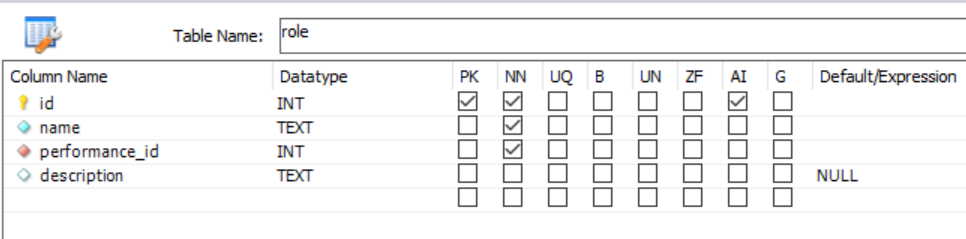 Table Name: role
Column Name Datatype PK NN UQ B UN ZF AI G Default/Expression
id INT
name TEXT
performance_id INT
description TEXT NULL